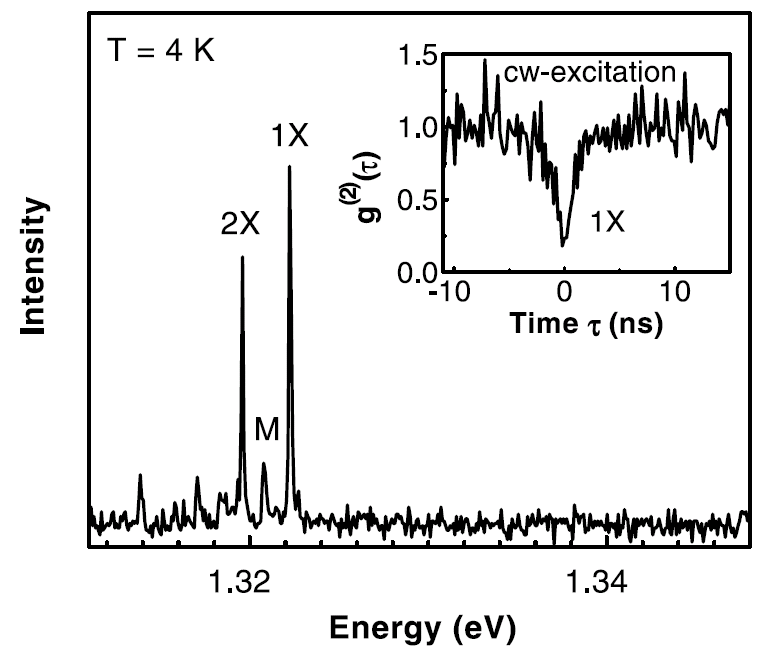 T = 4 K
1X
2X
M
Intensity
1.32
1.34
Energy (eV)
1.5
1.0
0.5
0.0
g(2)(τ)
cw-excitation
1X
-10
0
10
Time τ (ns)